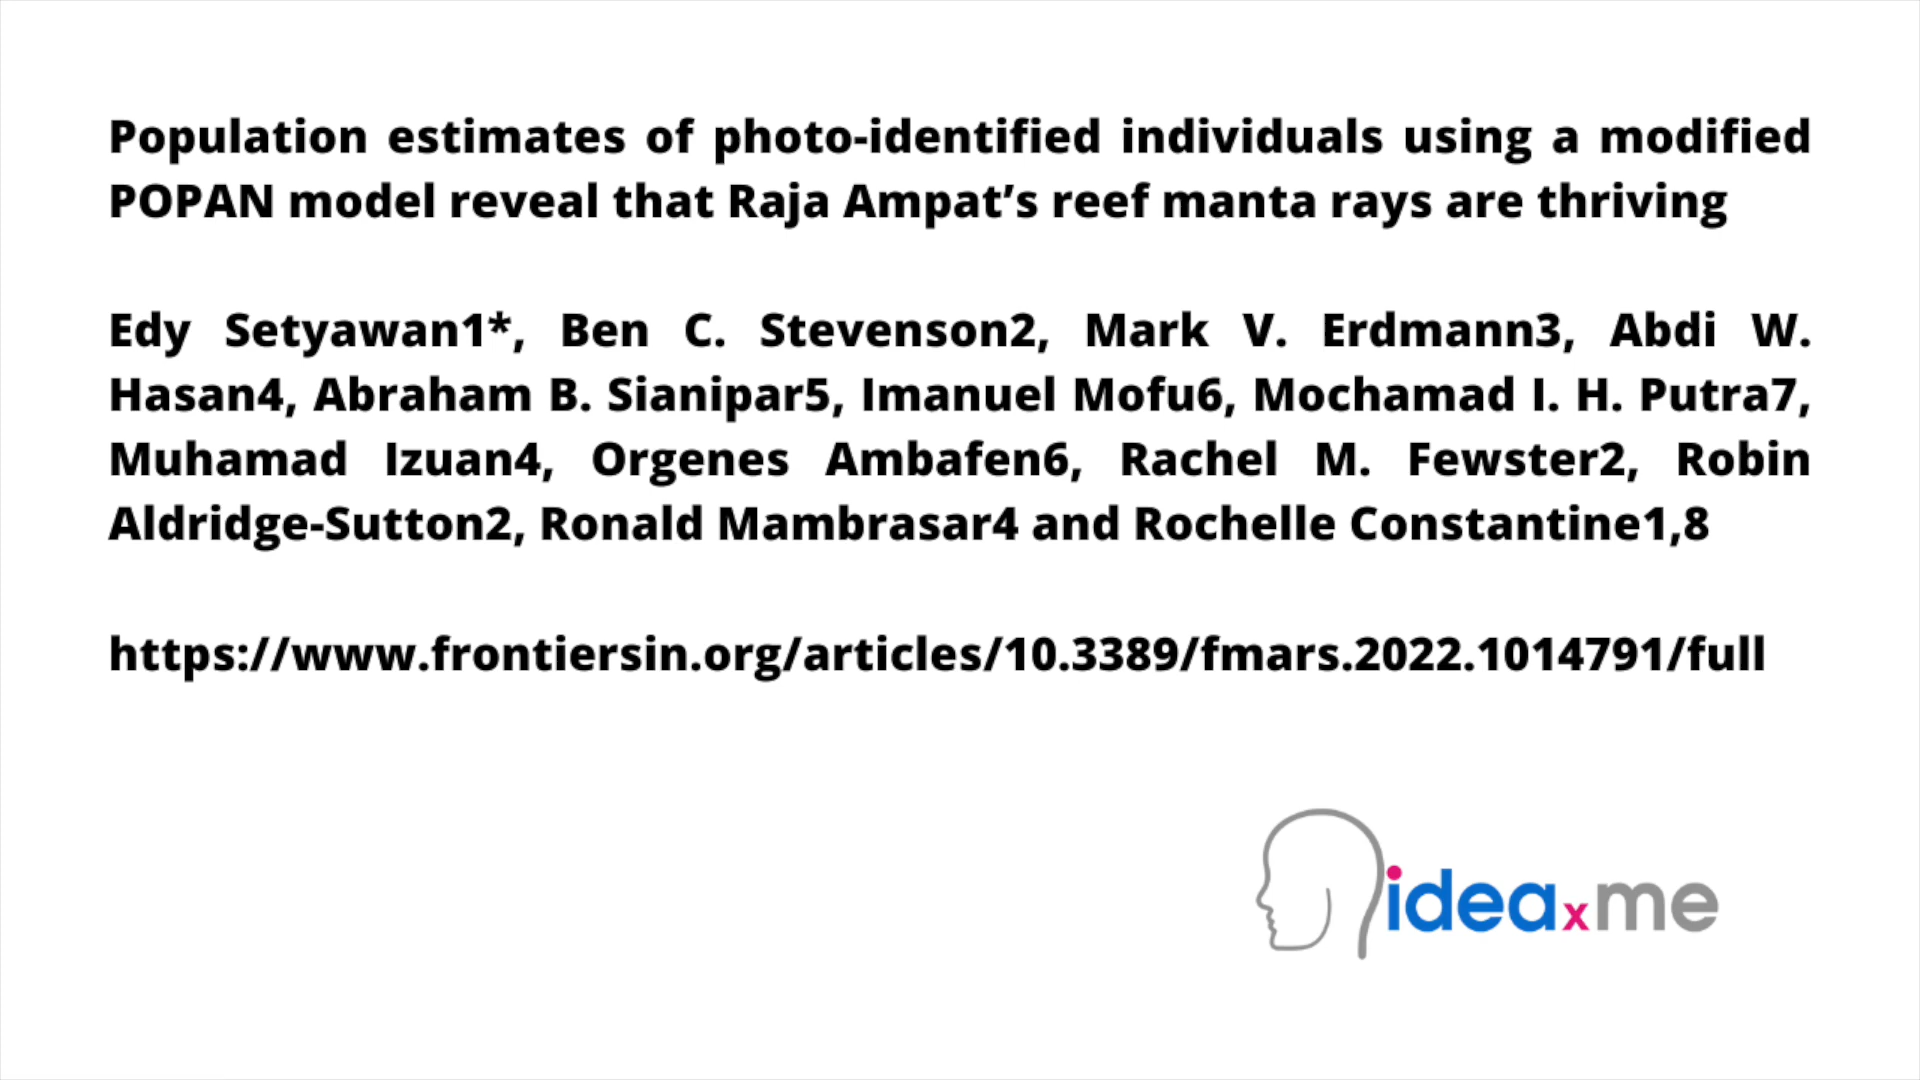 Population estimates of photo-identified individuals using a modified
POPAN model reveal that Raja Ampat’s reef manta rays are thriving
Edy Setyawan1*, Ben C. Stevenson2, Mark V. Erdmann3, Abdi W.
Hasan4, Abraham B. Sianipar5, Imanuel Mofu6, Mochamad I. H. Putra7,
Muhamad Izuan4, Orgenes Ambafen6, Rachel M. Fewster2, Robin
Aldridge-Sutton2, Ronald Mambrasar4 and Rochelle Constantine1,8
https://www.frontiersin.org/articles/10.3389/fmars.2022.1014791/full
ideaxme